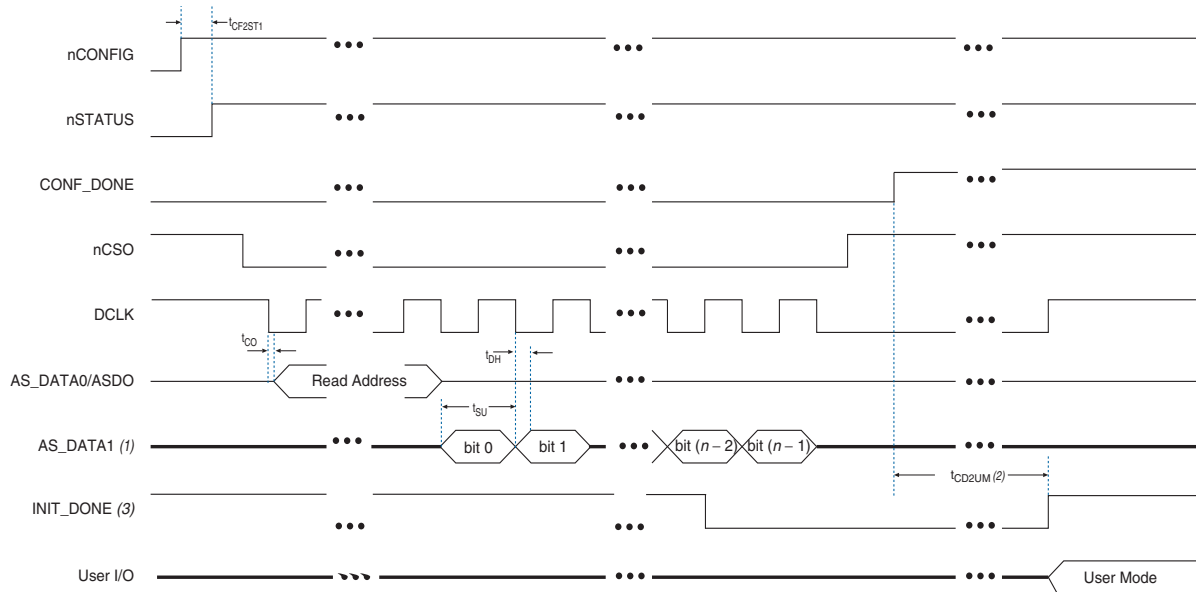 tCF2ST1
nCONFIG
nSTATUS
CONF_DONE
nCSO
DCLK
tCO
tDH
AS_DATA0/ASDO
Read Address
tSU
AS_DATA1 (1)
bit 0
bit 1
bit (n − 2)
bit (n − 1)
tCD2UM (2)
INIT_DONE (3)
User I/O
User Mode